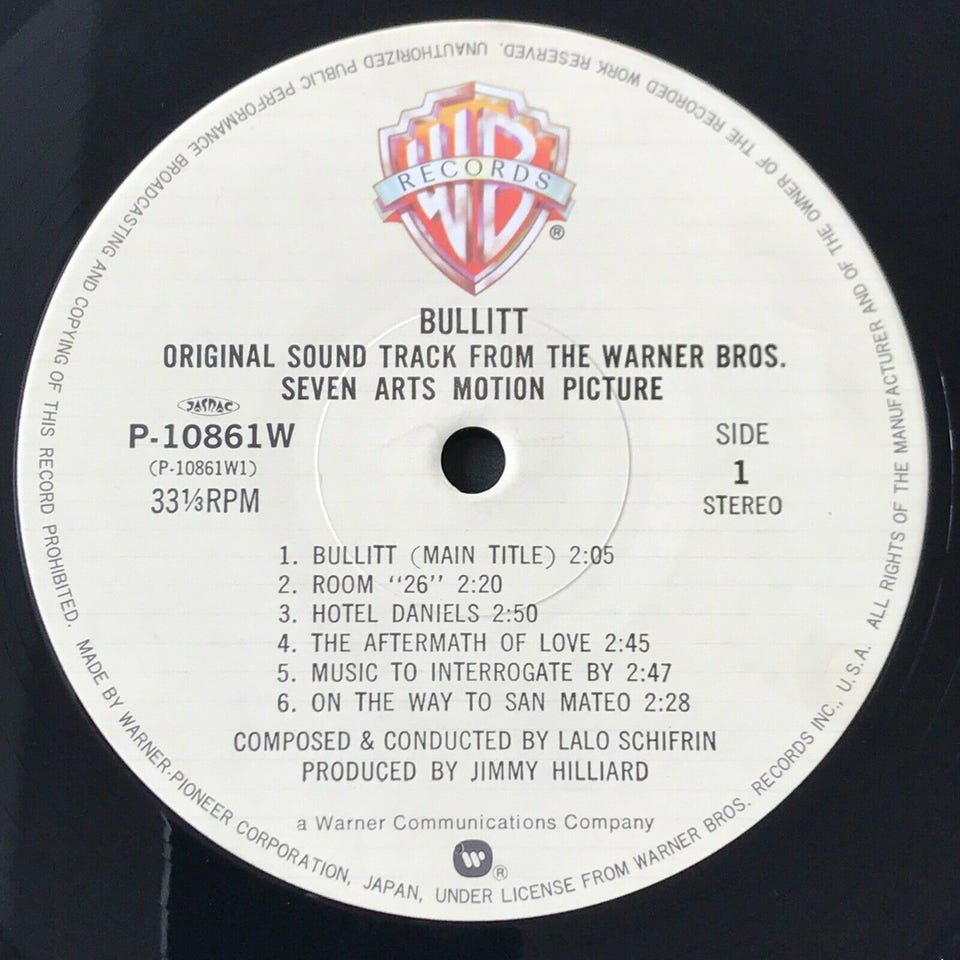 WB
RECORDS
®
BULLITT
ORIGINAL SOUND TRACK FROM THE WARNER BROS.
SEVEN ARTS MOTION PICTURE
JASRAC
P-10861W
(P-10861W1)
33⅓RPM
SIDE
1
STEREO
1. BULLITT (MAIN TITLE) 2:05
2. ROOM “26” 2:20
3. HOTEL DANIELS 2:50
4. THE AFTERMATH OF LOVE 2:45
5. MUSIC TO INTERROGATE BY 2:47
6. ON THE WAY TO SAN MATEO 2:28
COMPOSED & CONDUCTED BY LALO SCHIFRIN
PRODUCED BY JIMMY HILLIARD
a Warner Communications Company
W ®
MADE BY WARNER-PIONEER CORPORATION, JAPAN, UNDER LICENSE FROM WARNER BROS. RECORDS INC., U.S.A. ALL RIGHTS OF THE MANUFACTURER AND OF THE OWNER OF THE RECORDED WORK RESERVED. UNAUTHORIZED PUBLIC PERFORMANCE BROADCASTING AND COPYING OF THIS RECORD PROHIBITED.